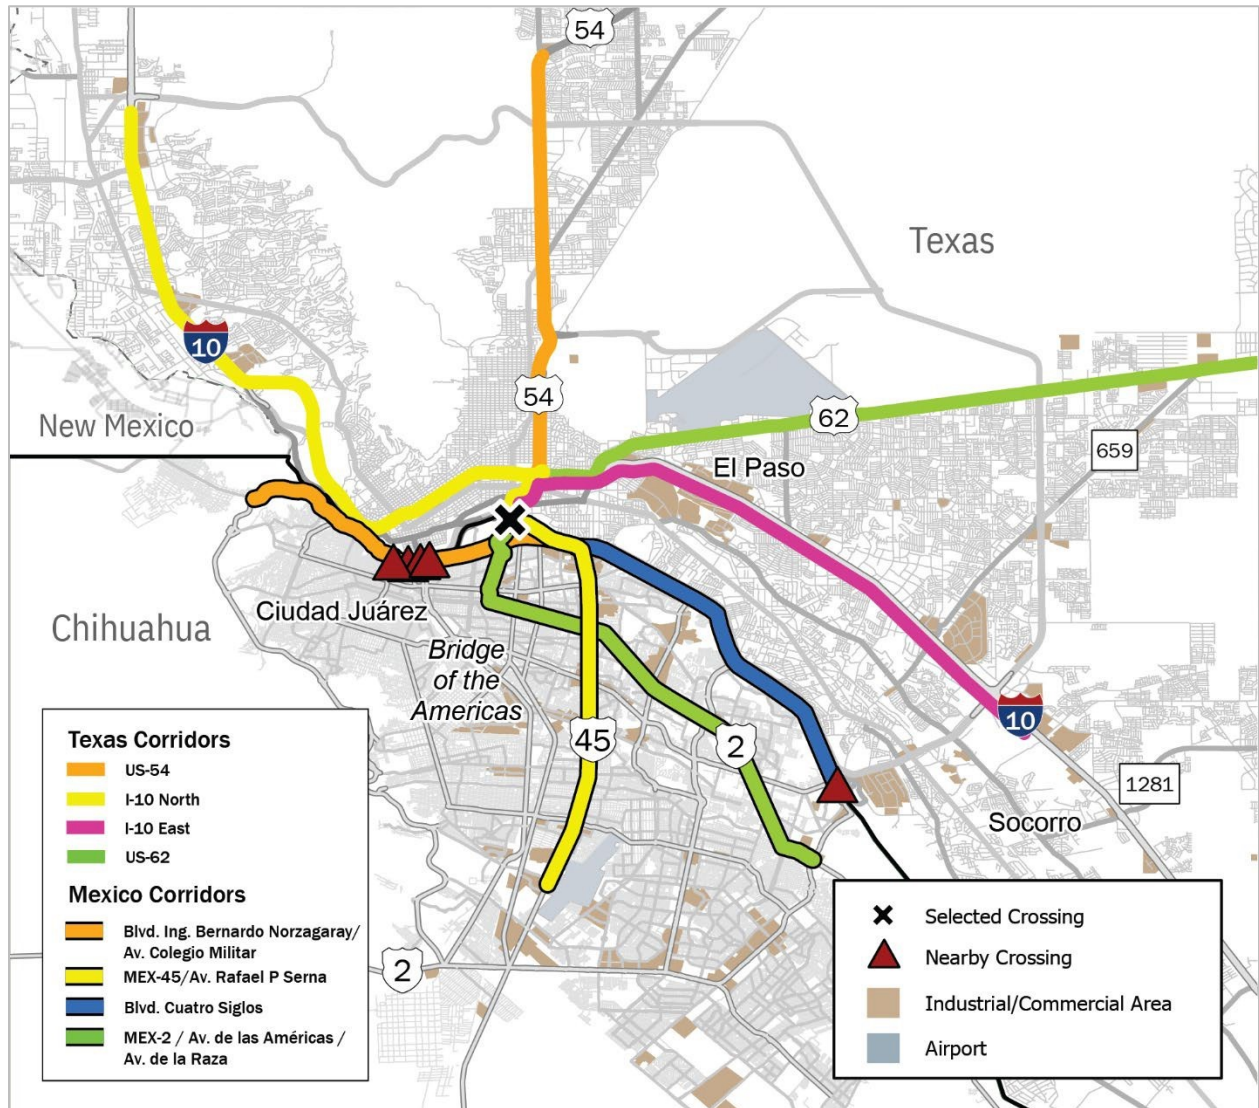 54
Texas
10
54
62
New Mexico
659
El Paso
Ciudad Juárez
Chihuahua
Bridge
of the
Americas
45
2
10
1281
Socorro
2
Texas Corridors
US-54
I-10 North
I-10 East
US-62
Mexico Corridors
Blvd. Ing. Bernardo Norzagaray/
Av. Colegio Militar
MEX-45/Av. Rafael P Serna
Blvd. Cuatro Siglos
MEX-2 / Av. de las Américas /
Av. de la Raza
Selected Crossing
Nearby Crossing
Industrial/Commercial Area
Airport